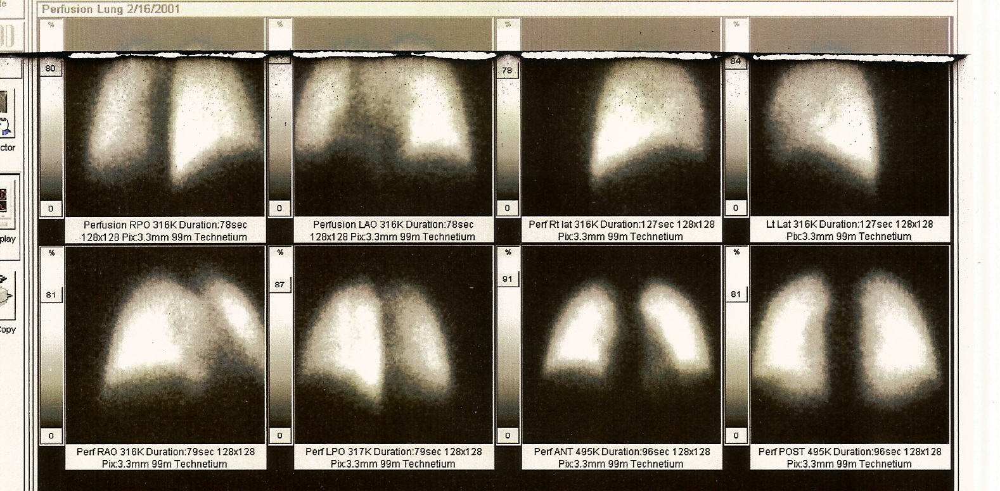 Perfusion Lung 2/16/2001
% % % %
80 78 84
0 0 0 0
Perfusion RPO 316K Duration:78sec
128x128 Pix:3.3mm 99m Technetium
Perfusion LAO 316K Duration:78sec
128x128 Pix:3.3mm 99m Technetium
Perf Rt lat 316K Duration:127sec 128x128
Pix:3.3mm 99m Technetium
Lt Lat 316K Duration:127sec 128x128
Pix:3.3mm 99m Technetium
% % % %
81 87 91 81
0 0 0 0
Perf RAO 316K Duration:79sec 128x128
Pix:3.3mm 99m Technetium
Perf LPO 317K Duration:79sec 128x128
Pix:3.3mm 99m Technetium
Perf ANT 495K Duration:96sec 128x128
Pix:3.3mm 99m Technetium
Perf POST 495K Duration:96sec 128x128
Pix:3.3mm 99m Technetium
ctor
play
Copy